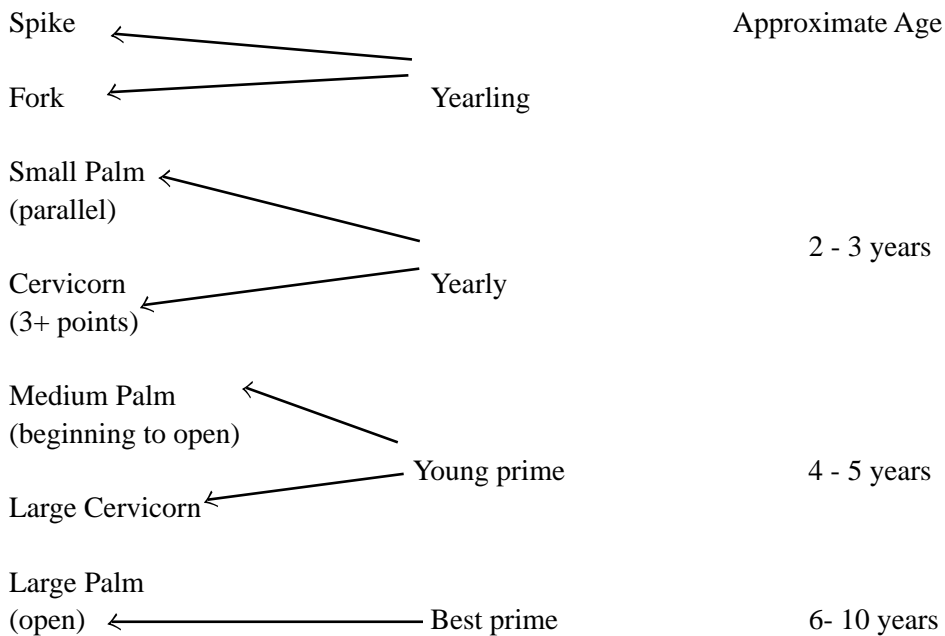 Spike Approximate Age
Fork Yearling
Small Palm
(parallel)
2 - 3 years
Cervicorn Yearly
(3+ points)
Medium Palm
(beginning to open)
Young prime 4 - 5 years
Large Cervicorn
Large Palm
(open) Best prime 6- 10 years